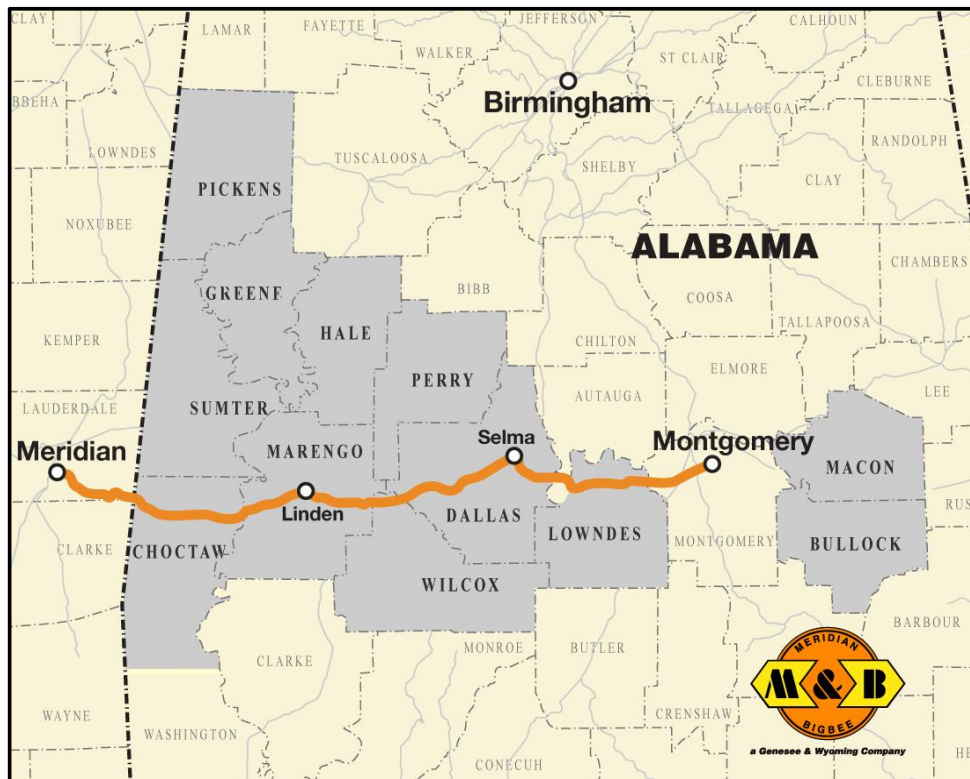 CLAY
LAMAR
FAYETTE
JEFFERSON
CALHOUN
WALKER
ST CLAIR
CLEBURNE
BBEHA
Birmingham
TALLAGEGA
LOWNDES
TUSCALOOSA
SHELBY
RANDOLPH
PICKENS
CLAY
NOXUBEE
ALABAMA
CHAMBERS
GREENE
BIBB
COOSA
HALE
TALLAPOOSA
KEMPER
CHILTON
PERRY
ELMORE
LEE
LAUDERDALE
SUMTER
AUTAUGA
Meridian
MARENGO
Selma
Montgomery
MACON
Linden
DALLAS
RUS
CLARKE
CHOCTAW
LOWNDES
MONTGOMERY
BULLOCK
WILCOX
BARBOUR
CLARKE
MONROE
BUTLER
MERIDIAN
M & B
BIGBEE
WAYNE
WASHINGTON
CRENSHAW
a Genesee & Wyoming Company
CONECUH
HE